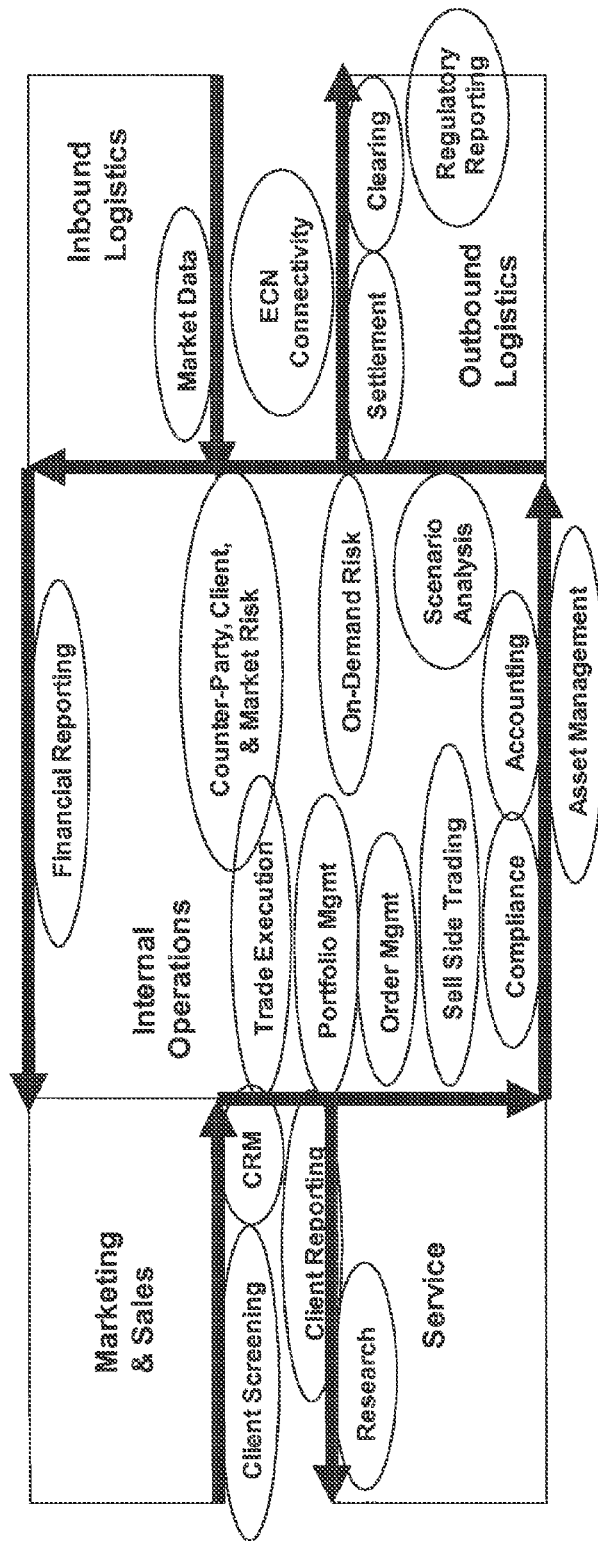 Marketing
& Sales
Client Screening
CRM
Client Reporting
Research
Service
Financial Reporting
Internal
Operations
Counter-Party, Client,
& Market Risk
Trade Execution
Portfolio Mgmt
On-Demand Risk
Order Mgmt
Sell Side Trading
Scenario
Analysis
Compliance
Accounting
Asset Management
Inbound
Logistics
Market Data
ECN
Connectivity
Settlement
Clearing
Outbound
Logistics
Regulatory
Reporting